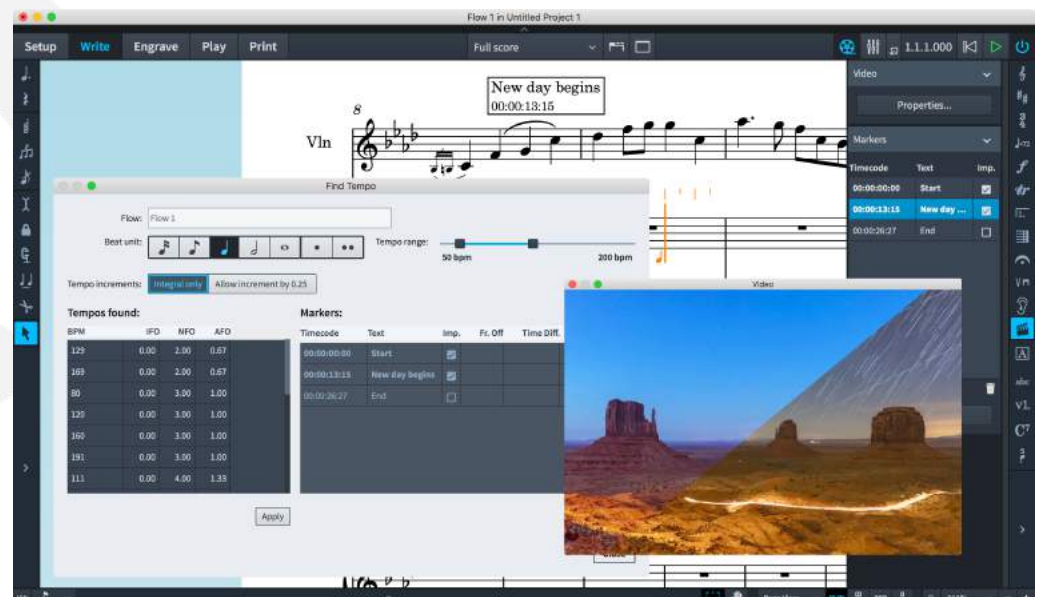 Flow 1 in Untitled Project 1
Setup Write Engrave Play Print
Full score
1.1.1.000
New day begins
00:00:13:15
8
Vln
Video
Properties...
Markers
Timecode Text Imp.
00:00:00:00 Start
00:00:13:15 New day ...
00:00:26:27 End
Find Tempo
Flow: Flow 1
Beat unit:
Tempo range:
50 bpm 200 bpm
Tempo increments: Integral only Allow increment by 0.25
Tempos found:
BPM IFO NFO AFO
129 0.00 2.00 0.67
169 0.00 2.00 0.67
80 0.00 3.00 1.00
120 0.00 3.00 1.00
160 0.00 3.00 1.00
191 0.00 3.00 1.00
111 0.00 4.00 1.33
Apply
Markers:
Timecode Text Imp. Fr. Off Time Diff.
00:00:00:00 Start
00:00:13:15 New day begins
00:00:26:27 End
Video
abc
V1.
C7